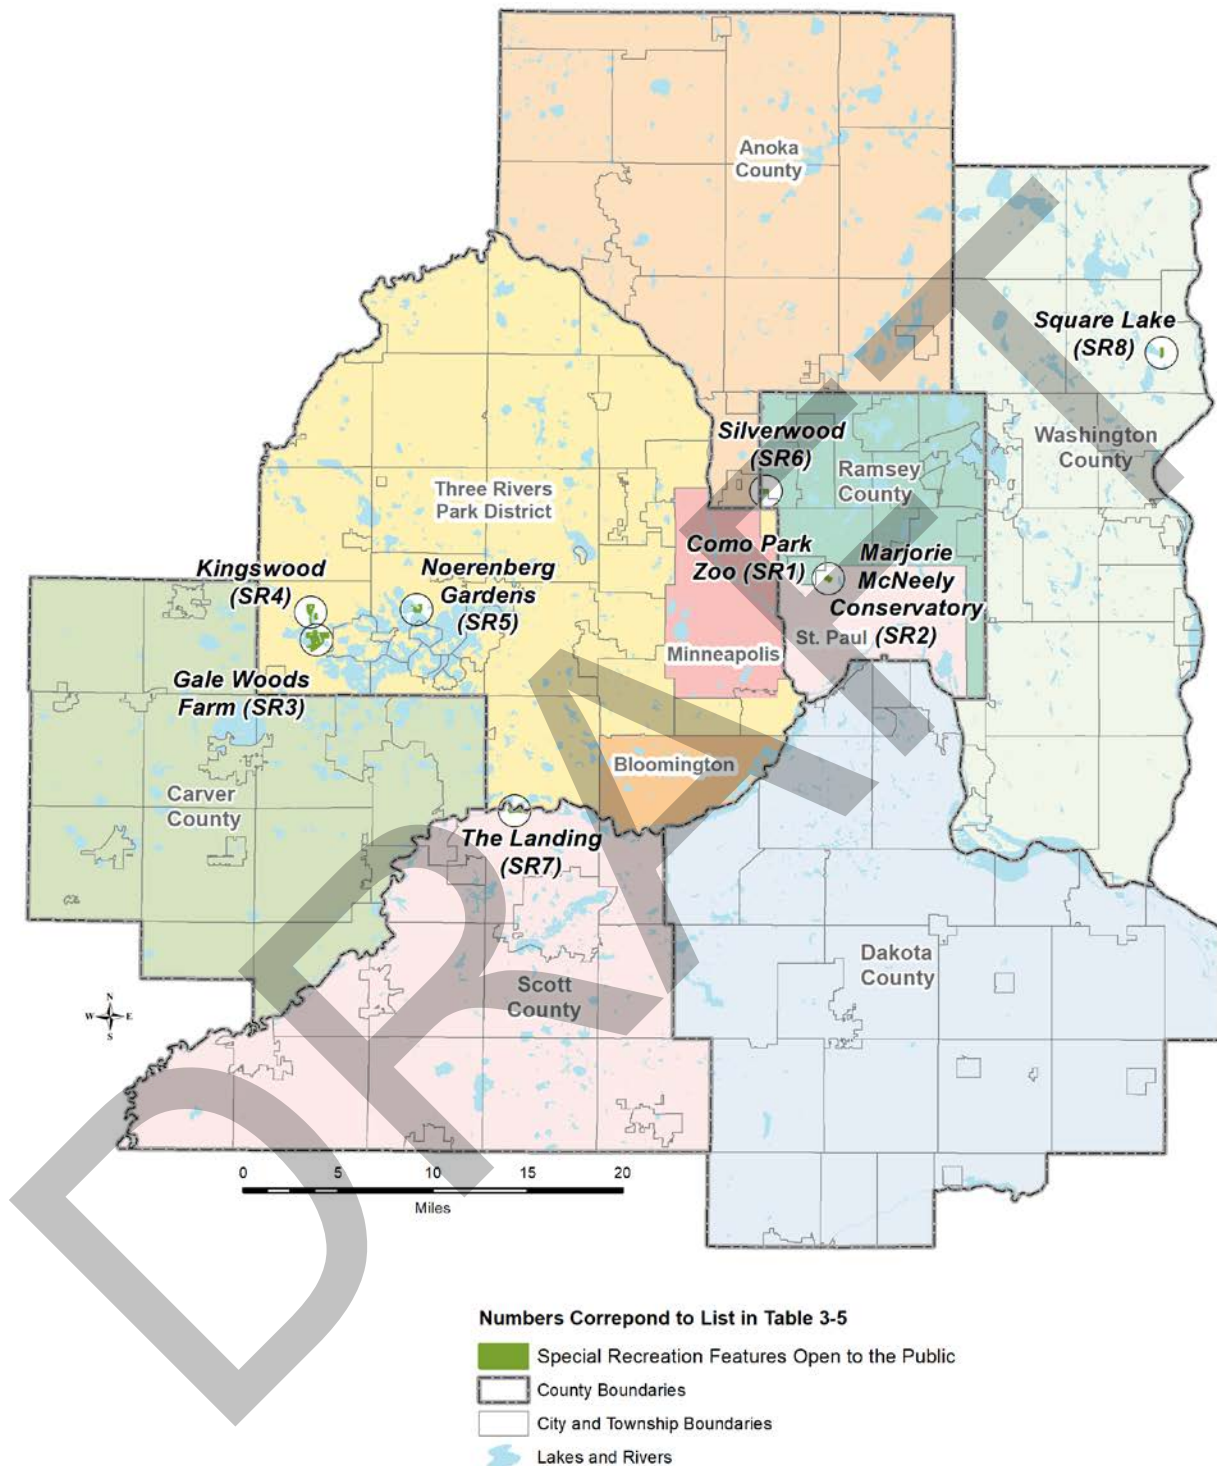 Anoka
County
Square Lake
(SR8)
Silverwood
(SR6)
Ramsey
County
Washington
County
Three Rivers
Park District
Como Park
Zoo (SR1)
Marjorie
McNeely
Conservatory
(SR2)
Kingswood
(SR4)
Noerenberg
Gardens
(SR5)
St. Paul
Minneapolis
Gale Woods
Farm (SR3)
Bloomington
Carver
County
The Landing
(SR7)
Dakota
County
Scott
County
N
W E
S
0 5 10 15 20
Miles
DRAFT
Numbers Correpond to List in Table 3-5
Special Recreation Features Open to the Public
County Boundaries
City and Township Boundaries
Lakes and Rivers